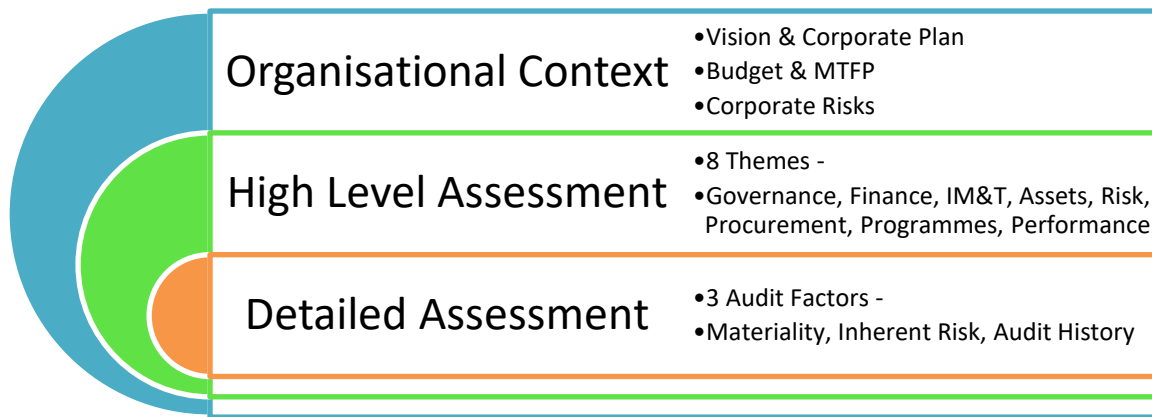 Organisational Context
•Vision & Corporate Plan
•Budget & MTFP
•Corporate Risks
High Level Assessment
•8 Themes -
•Governance, Finance, IM&T, Assets, Risk,
Procurement, Programmes, Performance
Detailed Assessment
•3 Audit Factors -
•Materiality, Inherent Risk, Audit History